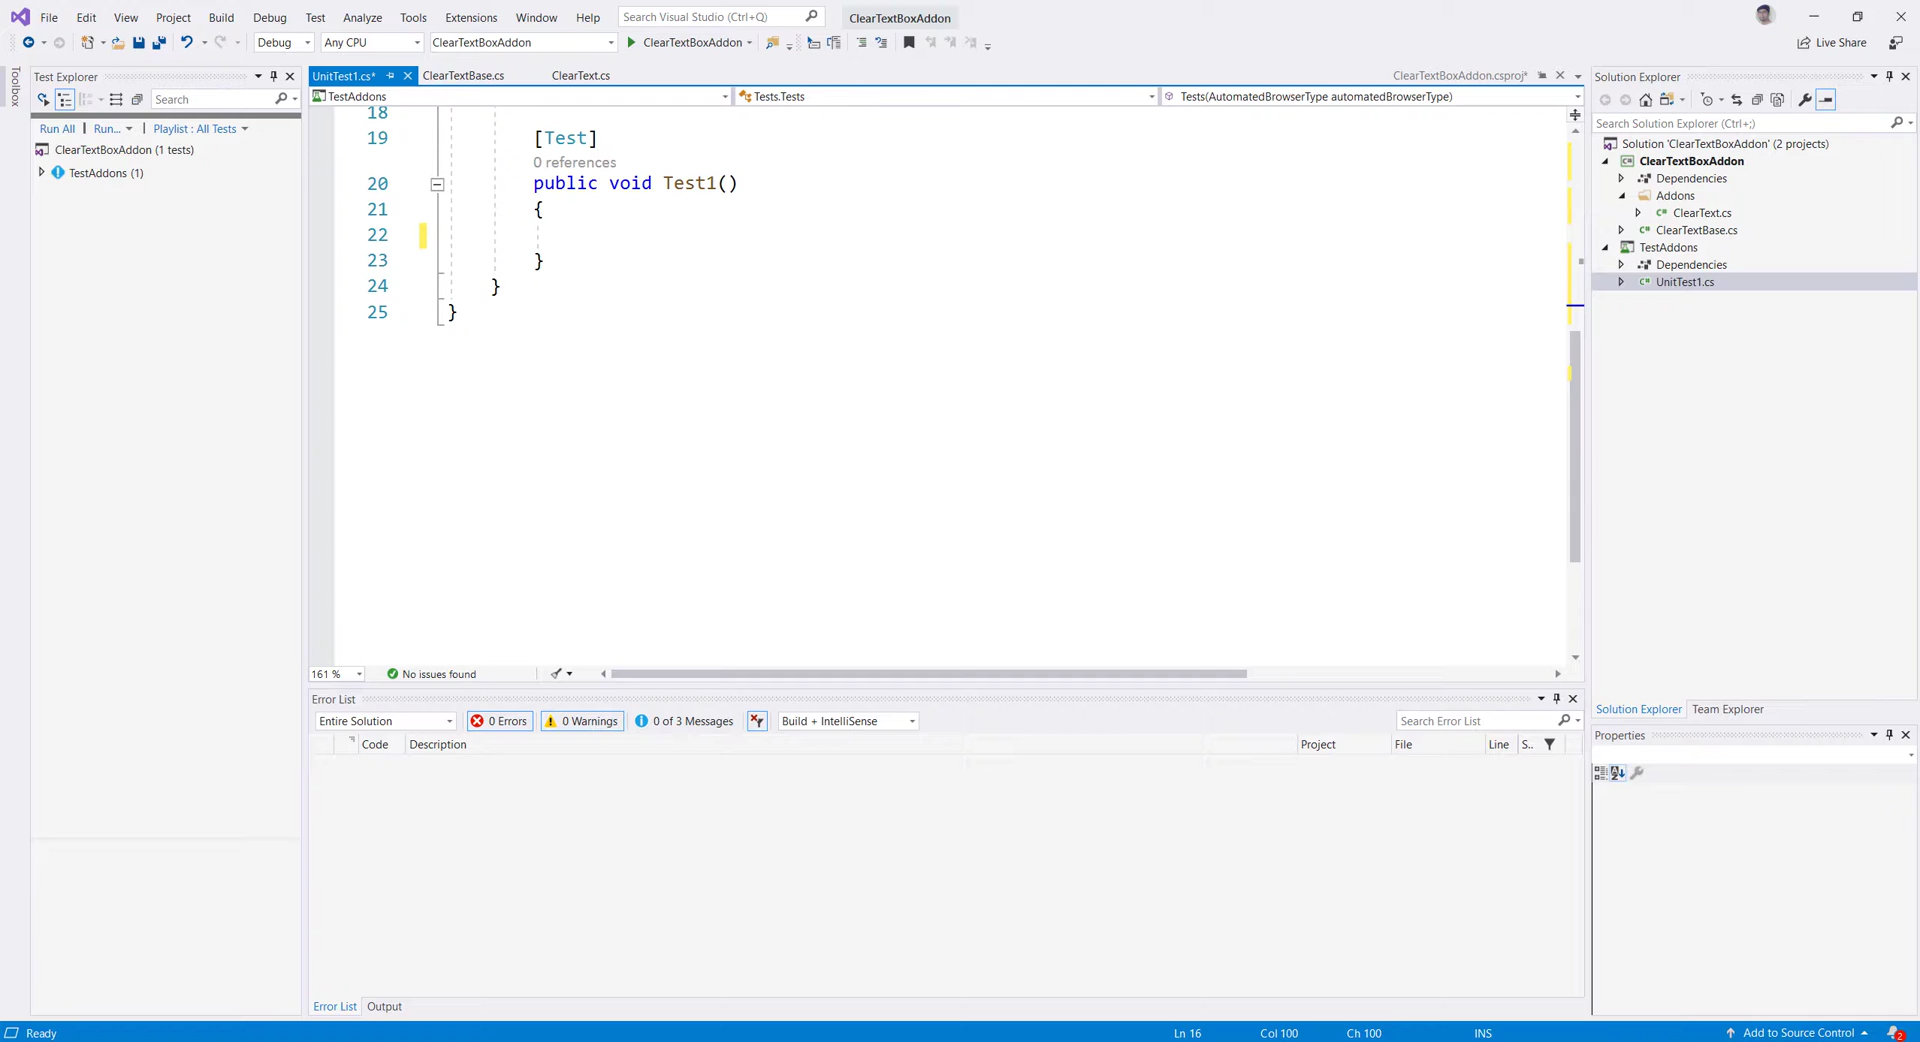 File Edit View Project Build Debug Test Analyze Tools Extensions Window Help Search Visual Studio (Ctrl+Q) ClearTextBoxAddon
Debug Any CPU ClearTextBoxAddon ClearTextBoxAddon Live Share
Toolbox
Test Explorer
Search
Run All Run... Playlist : All Tests
ClearTextBoxAddon (1 tests)
TestAddons (1)
UnitTest1.cs* ClearTextBase.cs ClearText.cs ClearTextBoxAddon.csproj*
TestAddons Tests.Tests Tests(AutomatedBrowserType automatedBrowserType)
18
19 [Test]
0 references
20 public void Test1()
21 {
22
23 }
24 }
25 }
161 % No issues found
Error List
Entire Solution 0 Errors 0 Warnings 0 of 3 Messages Build + IntelliSense Search Error List
Code Description Project File Line S..
Error List Output
Solution Explorer
Search Solution Explorer (Ctrl+;)
Solution 'ClearTextBoxAddon' (2 projects)
ClearTextBoxAddon
Dependencies
Addons
ClearText.cs
ClearTextBase.cs
TestAddons
Dependencies
UnitTest1.cs
Solution Explorer Team Explorer
Properties
Ready Ln 16 Col 100 Ch 100 INS Add to Source Control 2